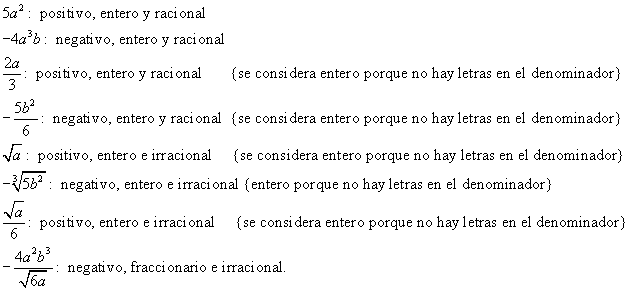 5a²: positivo, entero y racional
−4a³b: negativo, entero y racional
2a/3: positivo, entero y racional {se considera entero porque no hay letras en el denominador}
−5b²/6: negativo, entero y racional {se considera entero porque no hay letras en el denominador}
√a: positivo, entero e irracional {se considera entero porque no hay letras en el denominador}
−∛(5b²): negativo, entero e irracional {entero porque no hay letras en el denominador}
√a/6: positivo, entero e irracional {se considera entero porque no hay letras en el denominador}
−4a²b³/√(6a): negativo, fraccionario e irracional.